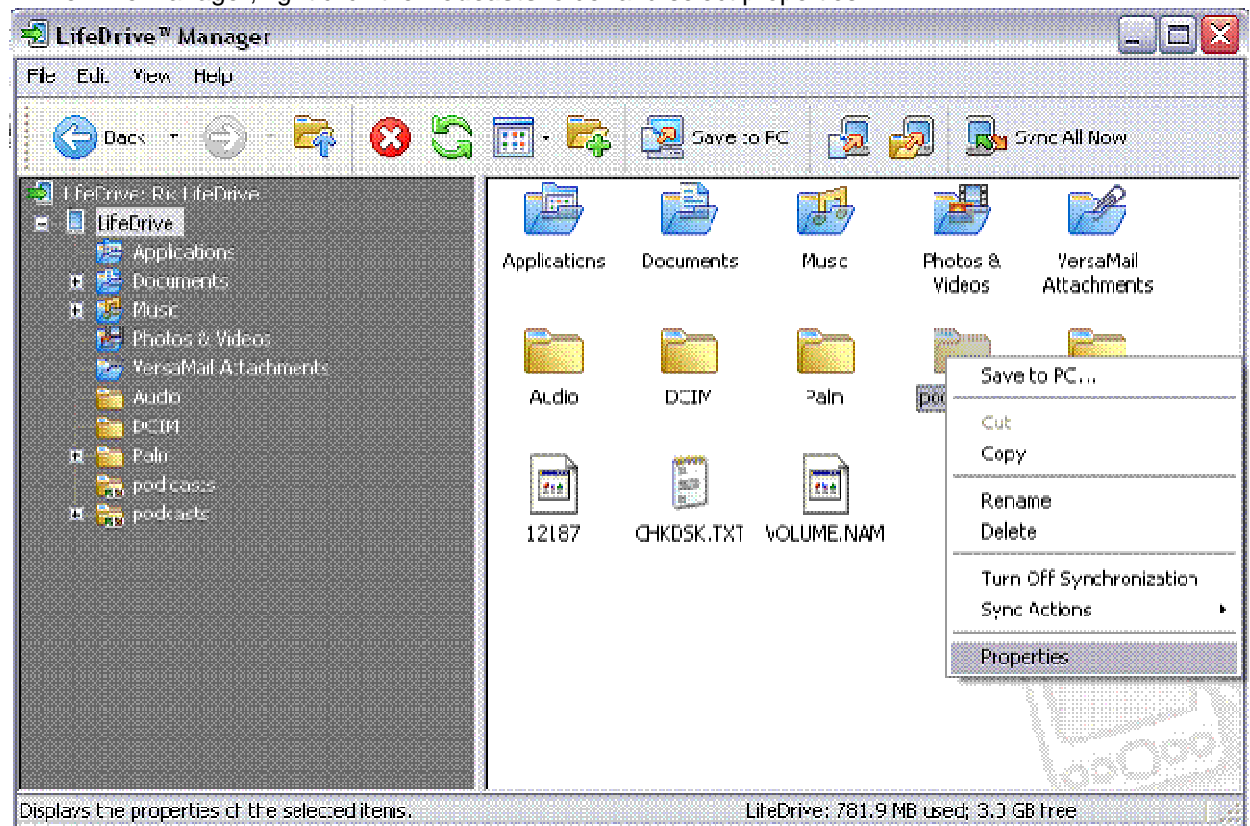 LifeDrive™ Manager
File Edit View Help
Back Save to PC Sync All Now
LifeDrive: Rick LifeDrive
LifeDrive
Applications
Documents
Music
Photos & Videos
VersaMail Attachments
Audio
DCIM
Palm
podcasts
podcasts
Applications Documents Music Photos & Videos VersaMail Attachments
Audio DCIM Palm
Save to PC...
Cut
Copy
Rename
Delete
Turn Off Synchronization
Sync Actions
Properties
12187 CHKDSK.TXT VOLUME.NAM
Displays the properties of the selected items. LifeDrive: 781.9 MB used; 3.0 GB free